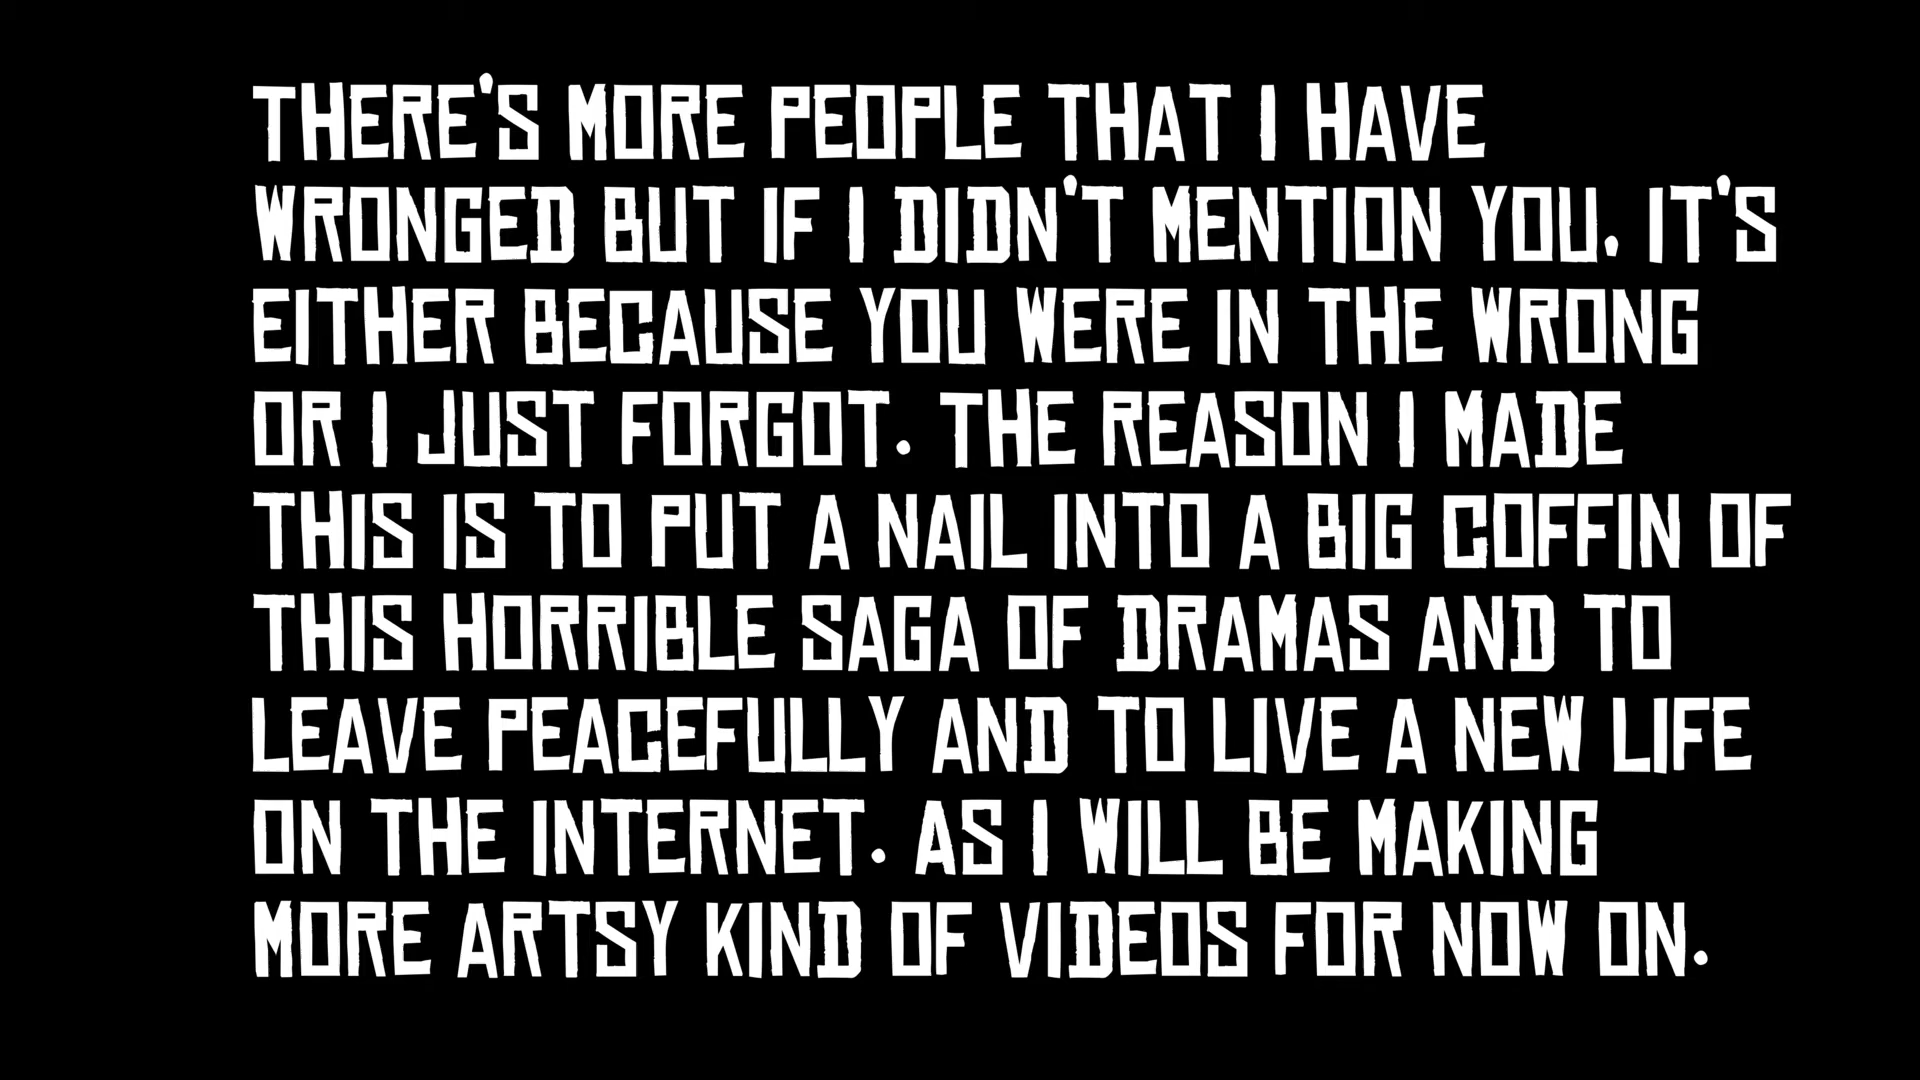 THERE'S MORE PEOPLE THAT I HAVE
WRONGED BUT IF I DIDN'T MENTION YOU, IT'S
EITHER BECAUSE YOU WERE IN THE WRONG
OR I JUST FORGOT. THE REASON I MADE
THIS IS TO PUT A NAIL INTO A BIG COFFIN OF
THIS HORRIBLE SAGA OF DRAMAS AND TO
LEAVE PEACEFULLY AND TO LIVE A NEW LIFE
ON THE INTERNET. AS I WILL BE MAKING
MORE ARTSY KIND OF VIDEOS FOR NOW ON.